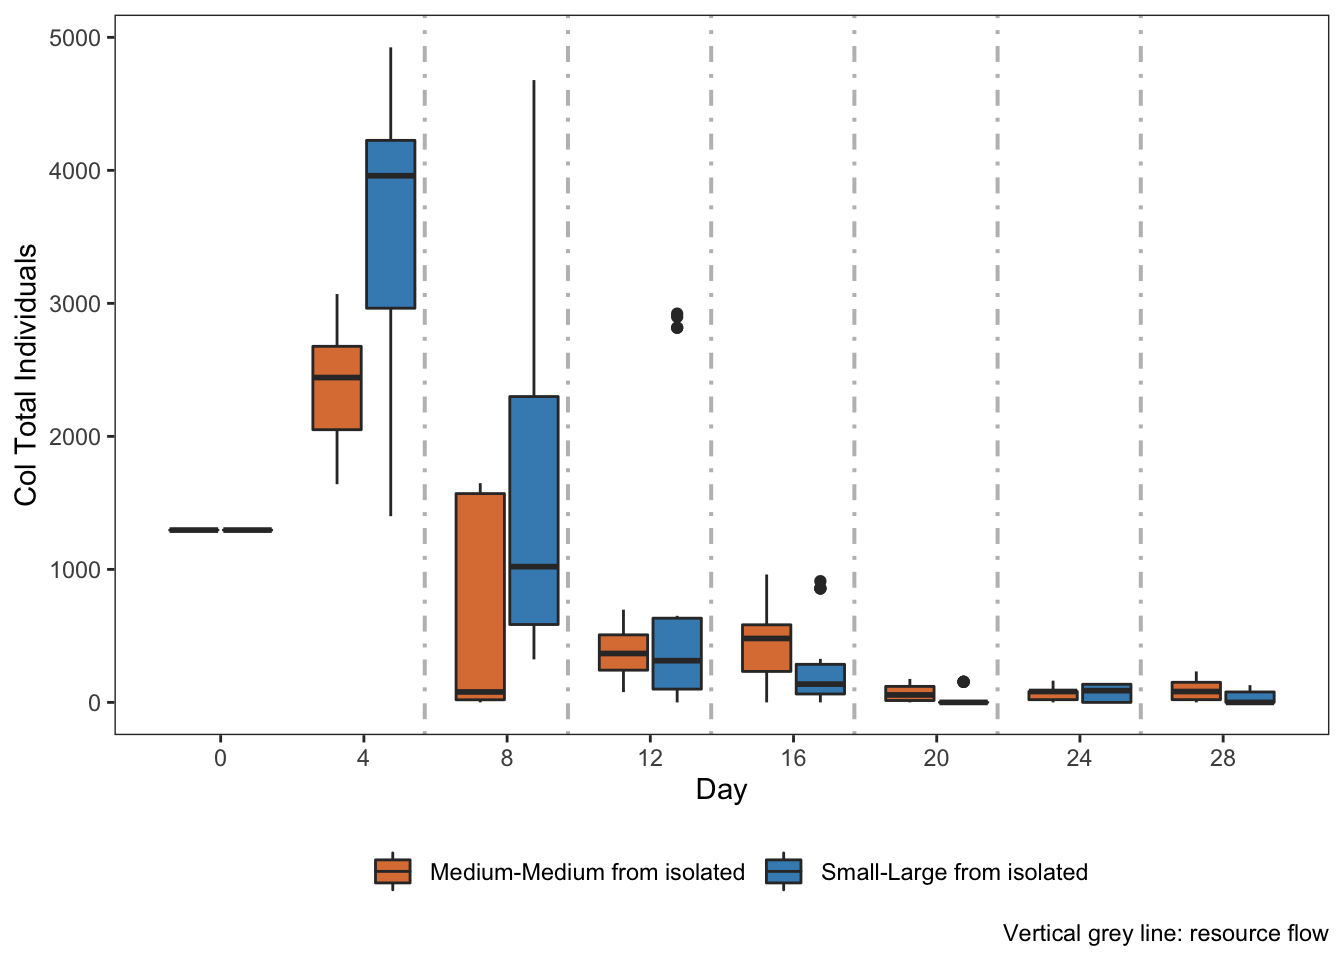 5000
4000
3000
2000
1000
0
Col Total Individuals
0 4 8 12 16 20 24 28
Day
Medium-Medium from isolated Small-Large from isolated
Vertical grey line: resource flow